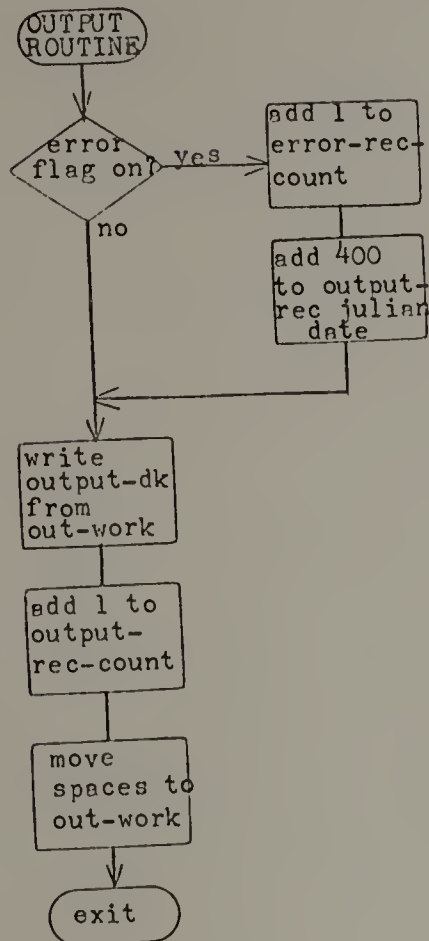 OUTPUT
ROUTINE
error
flag on?
yes
add 1 to
error-rec-
count
add 400
to output-
rec julian
date
no
write
output-dk
from
out-work
add 1 to
output-
rec-count
move
spaces to
out-work
exit